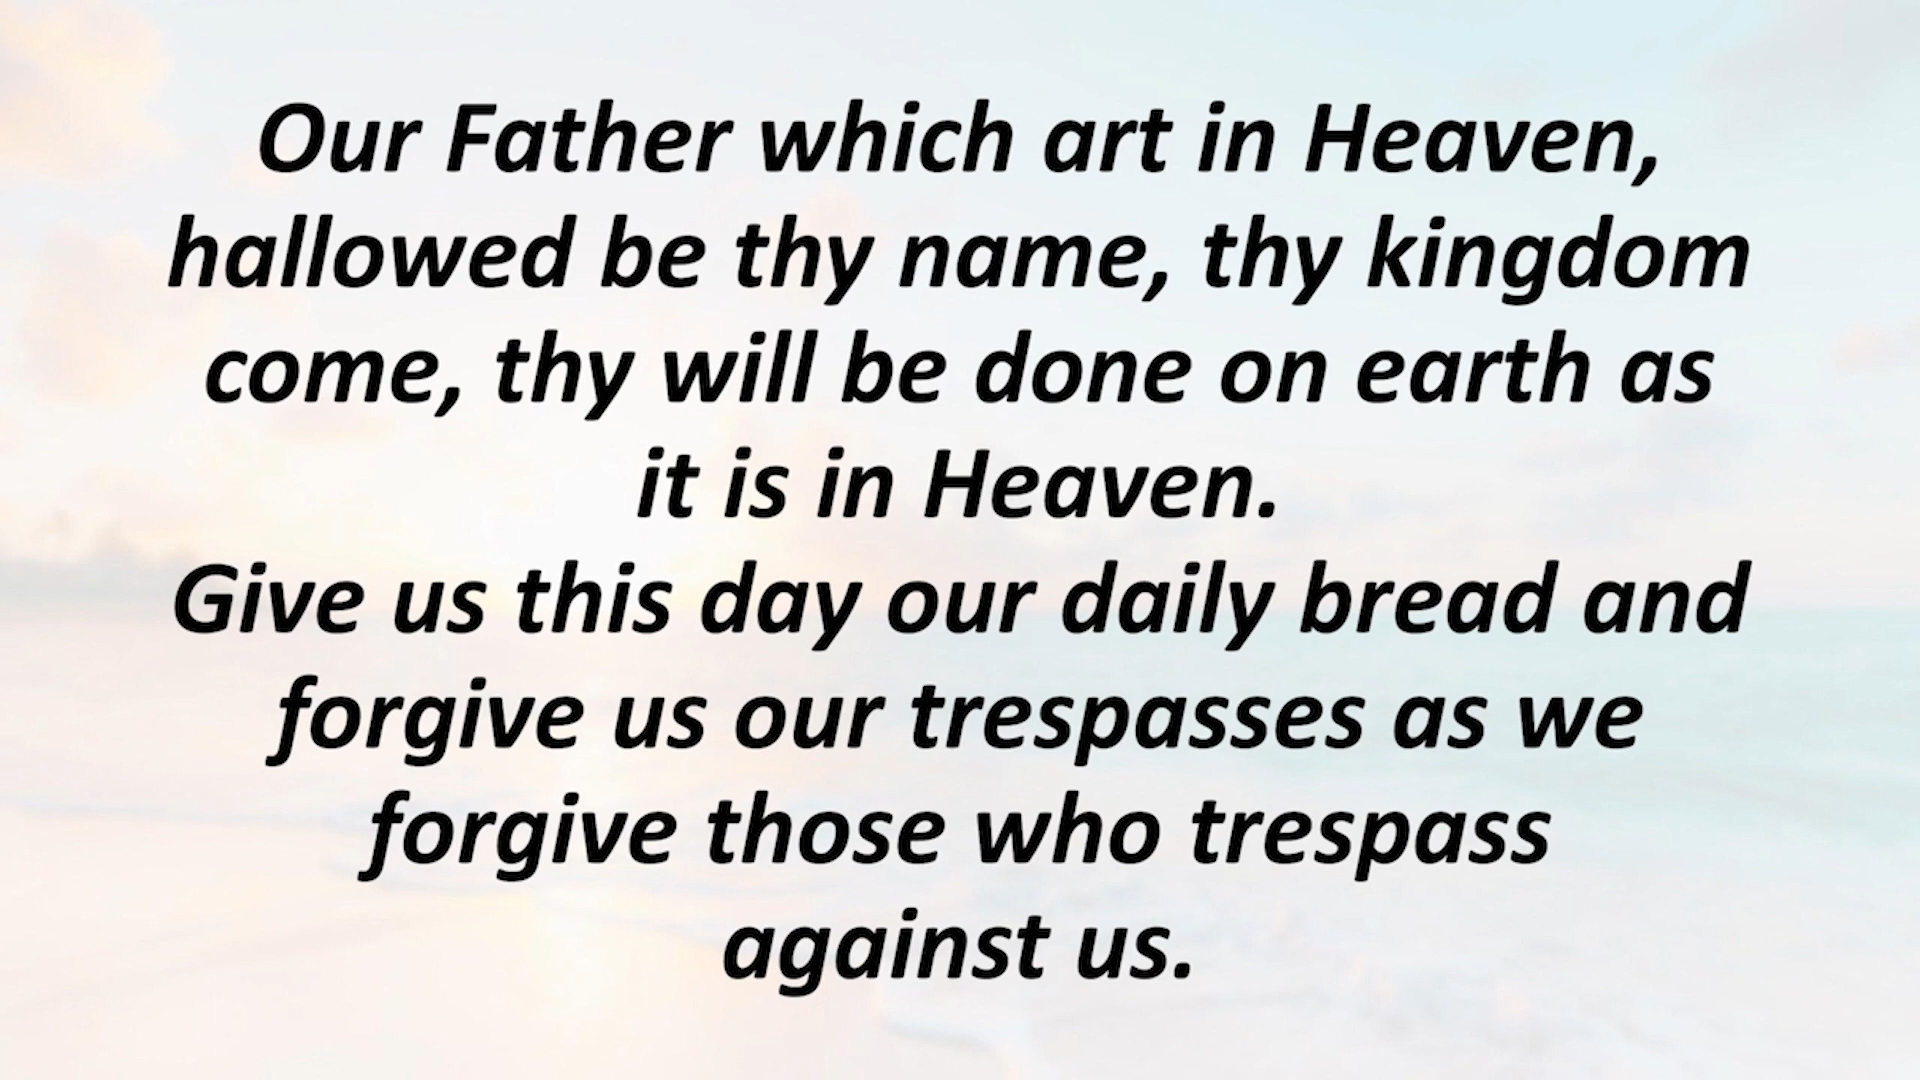 Our Father which art in Heaven,
hallowed be thy name, thy kingdom
come, thy will be done on earth as
it is in Heaven.
Give us this day our daily bread and
forgive us our trespasses as we
forgive those who trespass
against us.